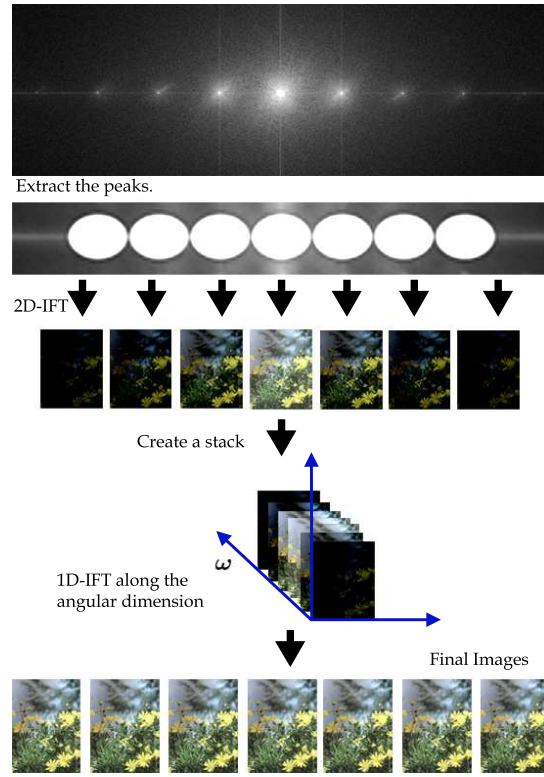 Extract the peaks.
2D-IFT
Create a stack
ω
1D-IFT along the
angular dimension
Final Images